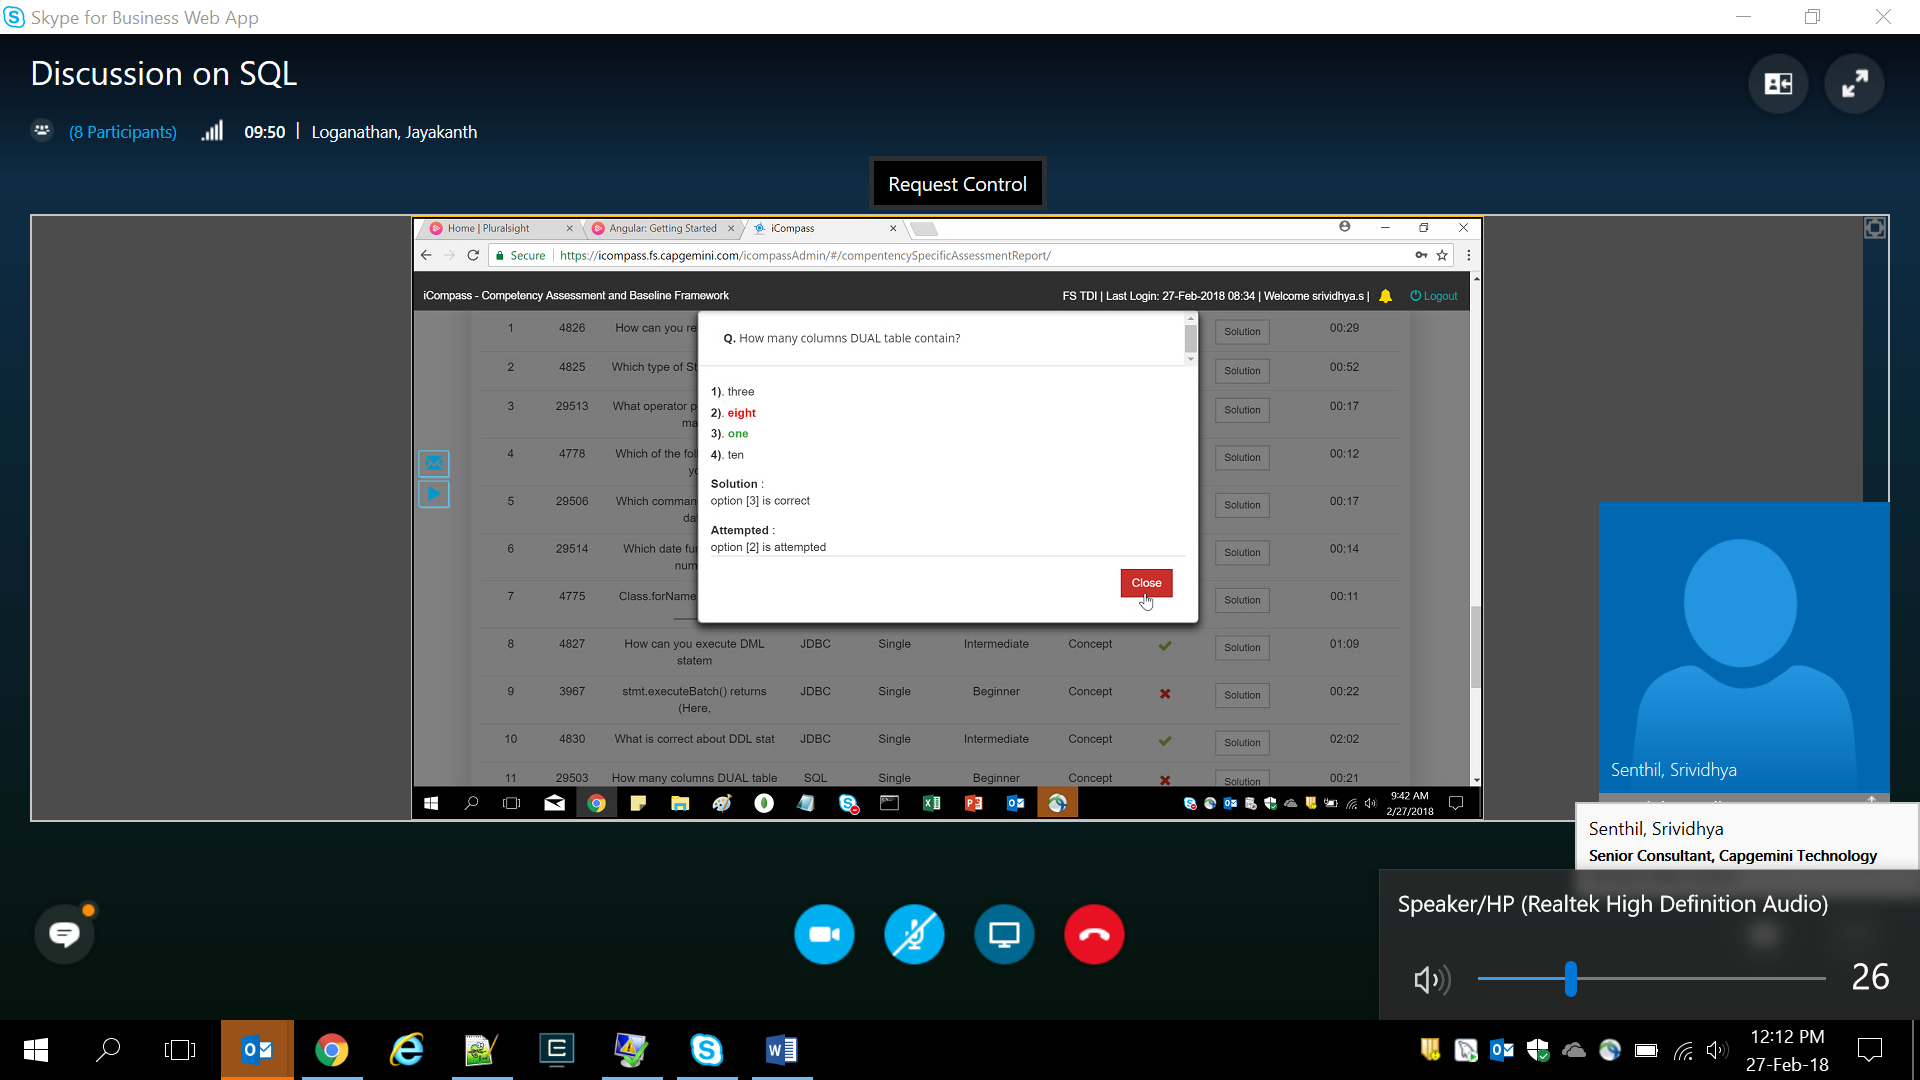 Skype for Business Web App
Discussion on SQL
(8 Participants)
09:50 | Loganathan, Jayakanth
Request Control
Home | Pluralsight
Angular: Getting Started
iCompass
Secure
https://icompass.fs.capgemini.com/icompassAdmin/#/compentencySpecificAssessmentReport/
iCompass - Competency Assessment and Baseline Framework
FS TDI | Last Login: 27-Feb-2018 08:34 | Welcome srividhya.s |
Logout
1 4826 How can you re Solution 00:29
2 4825 Which type of St Solution 00:52
3 29513 What operator p Solution 00:17
ma
4 4778 Which of the fol Solution 00:12
yo
5 29506 Which comman Solution 00:17
dat
6 29514 Which date fun Solution 00:14
num
7 4775 Class.forName Solution 00:11
Q. How many columns DUAL table contain?
1). three
2). eight
3). one
4). ten
Solution :
option [3] is correct
Attempted :
option [2] is attempted
Close
8 4827 How can you execute DML JDBC Single Intermediate Concept Solution 01:09
statem
9 3967 stmt.executeBatch() returns JDBC Single Beginner Concept Solution 00:22
(Here,
10 4830 What is correct about DDL stat JDBC Single Intermediate Concept Solution 02:02
11 29503 How many columns DUAL table SQL Single Beginner Concept Solution 00:21
9:42 AM
2/27/2018
Senthil, Srividhya
Senthil, Srividhya
Senior Consultant, Capgemini Technology
Speaker/HP (Realtek High Definition Audio)
26
12:12 PM
27-Feb-18